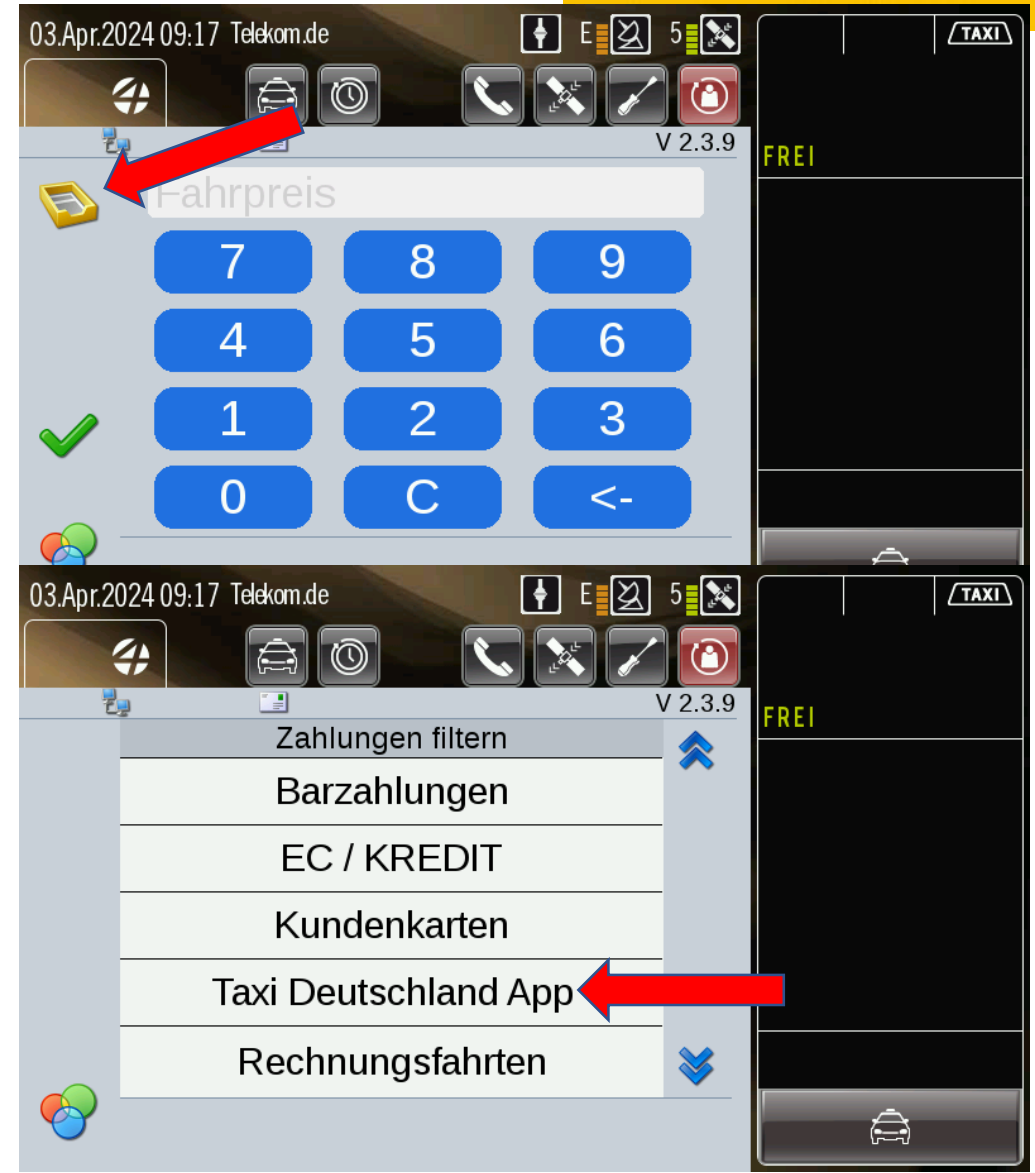 03.Apr.2024 09:17 Telekom.de E 5 TAXI
V 2.3.9
FREI
Fahrpreis
7 8 9
4 5 6
1 2 3
0 C <-
03.Apr.2024 09:17 Telekom.de E 5 TAXI
V 2.3.9
FREI
Zahlungen filtern
Barzahlungen
EC / KREDIT
Kundenkarten
Taxi Deutschland App
Rechnungsfahrten